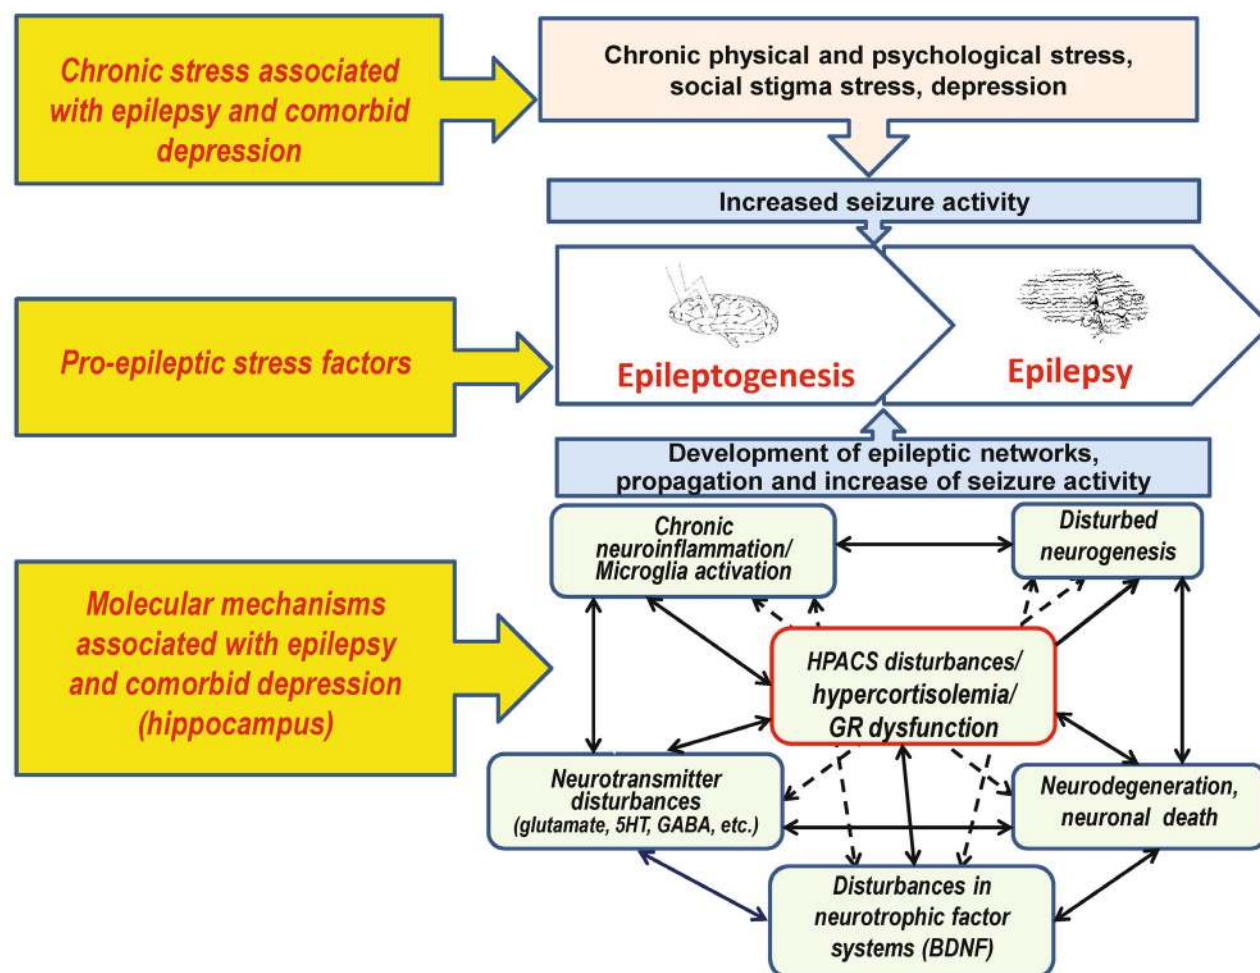 Chronic stress associated
with epilepsy and comorbid
depression
Chronic physical and psychological stress,
social stigma stress, depression
Increased seizure activity
Pro-epileptic stress factors
Epileptogenesis
Epilepsy
Development of epileptic networks,
propagation and increase of seizure activity
Molecular mechanisms
associated with epilepsy
and comorbid depression
(hippocampus)
Chronic
neuroinflammation/
Microglia activation
Disturbed
neurogenesis
HPACS disturbances/
hypercortisolemia/
GR dysfunction
Neurotransmitter
disturbances
(glutamate, 5HT, GABA, etc.)
Neurodegeneration,
neuronal death
Disturbances in
neurotrophic factor
systems (BDNF)